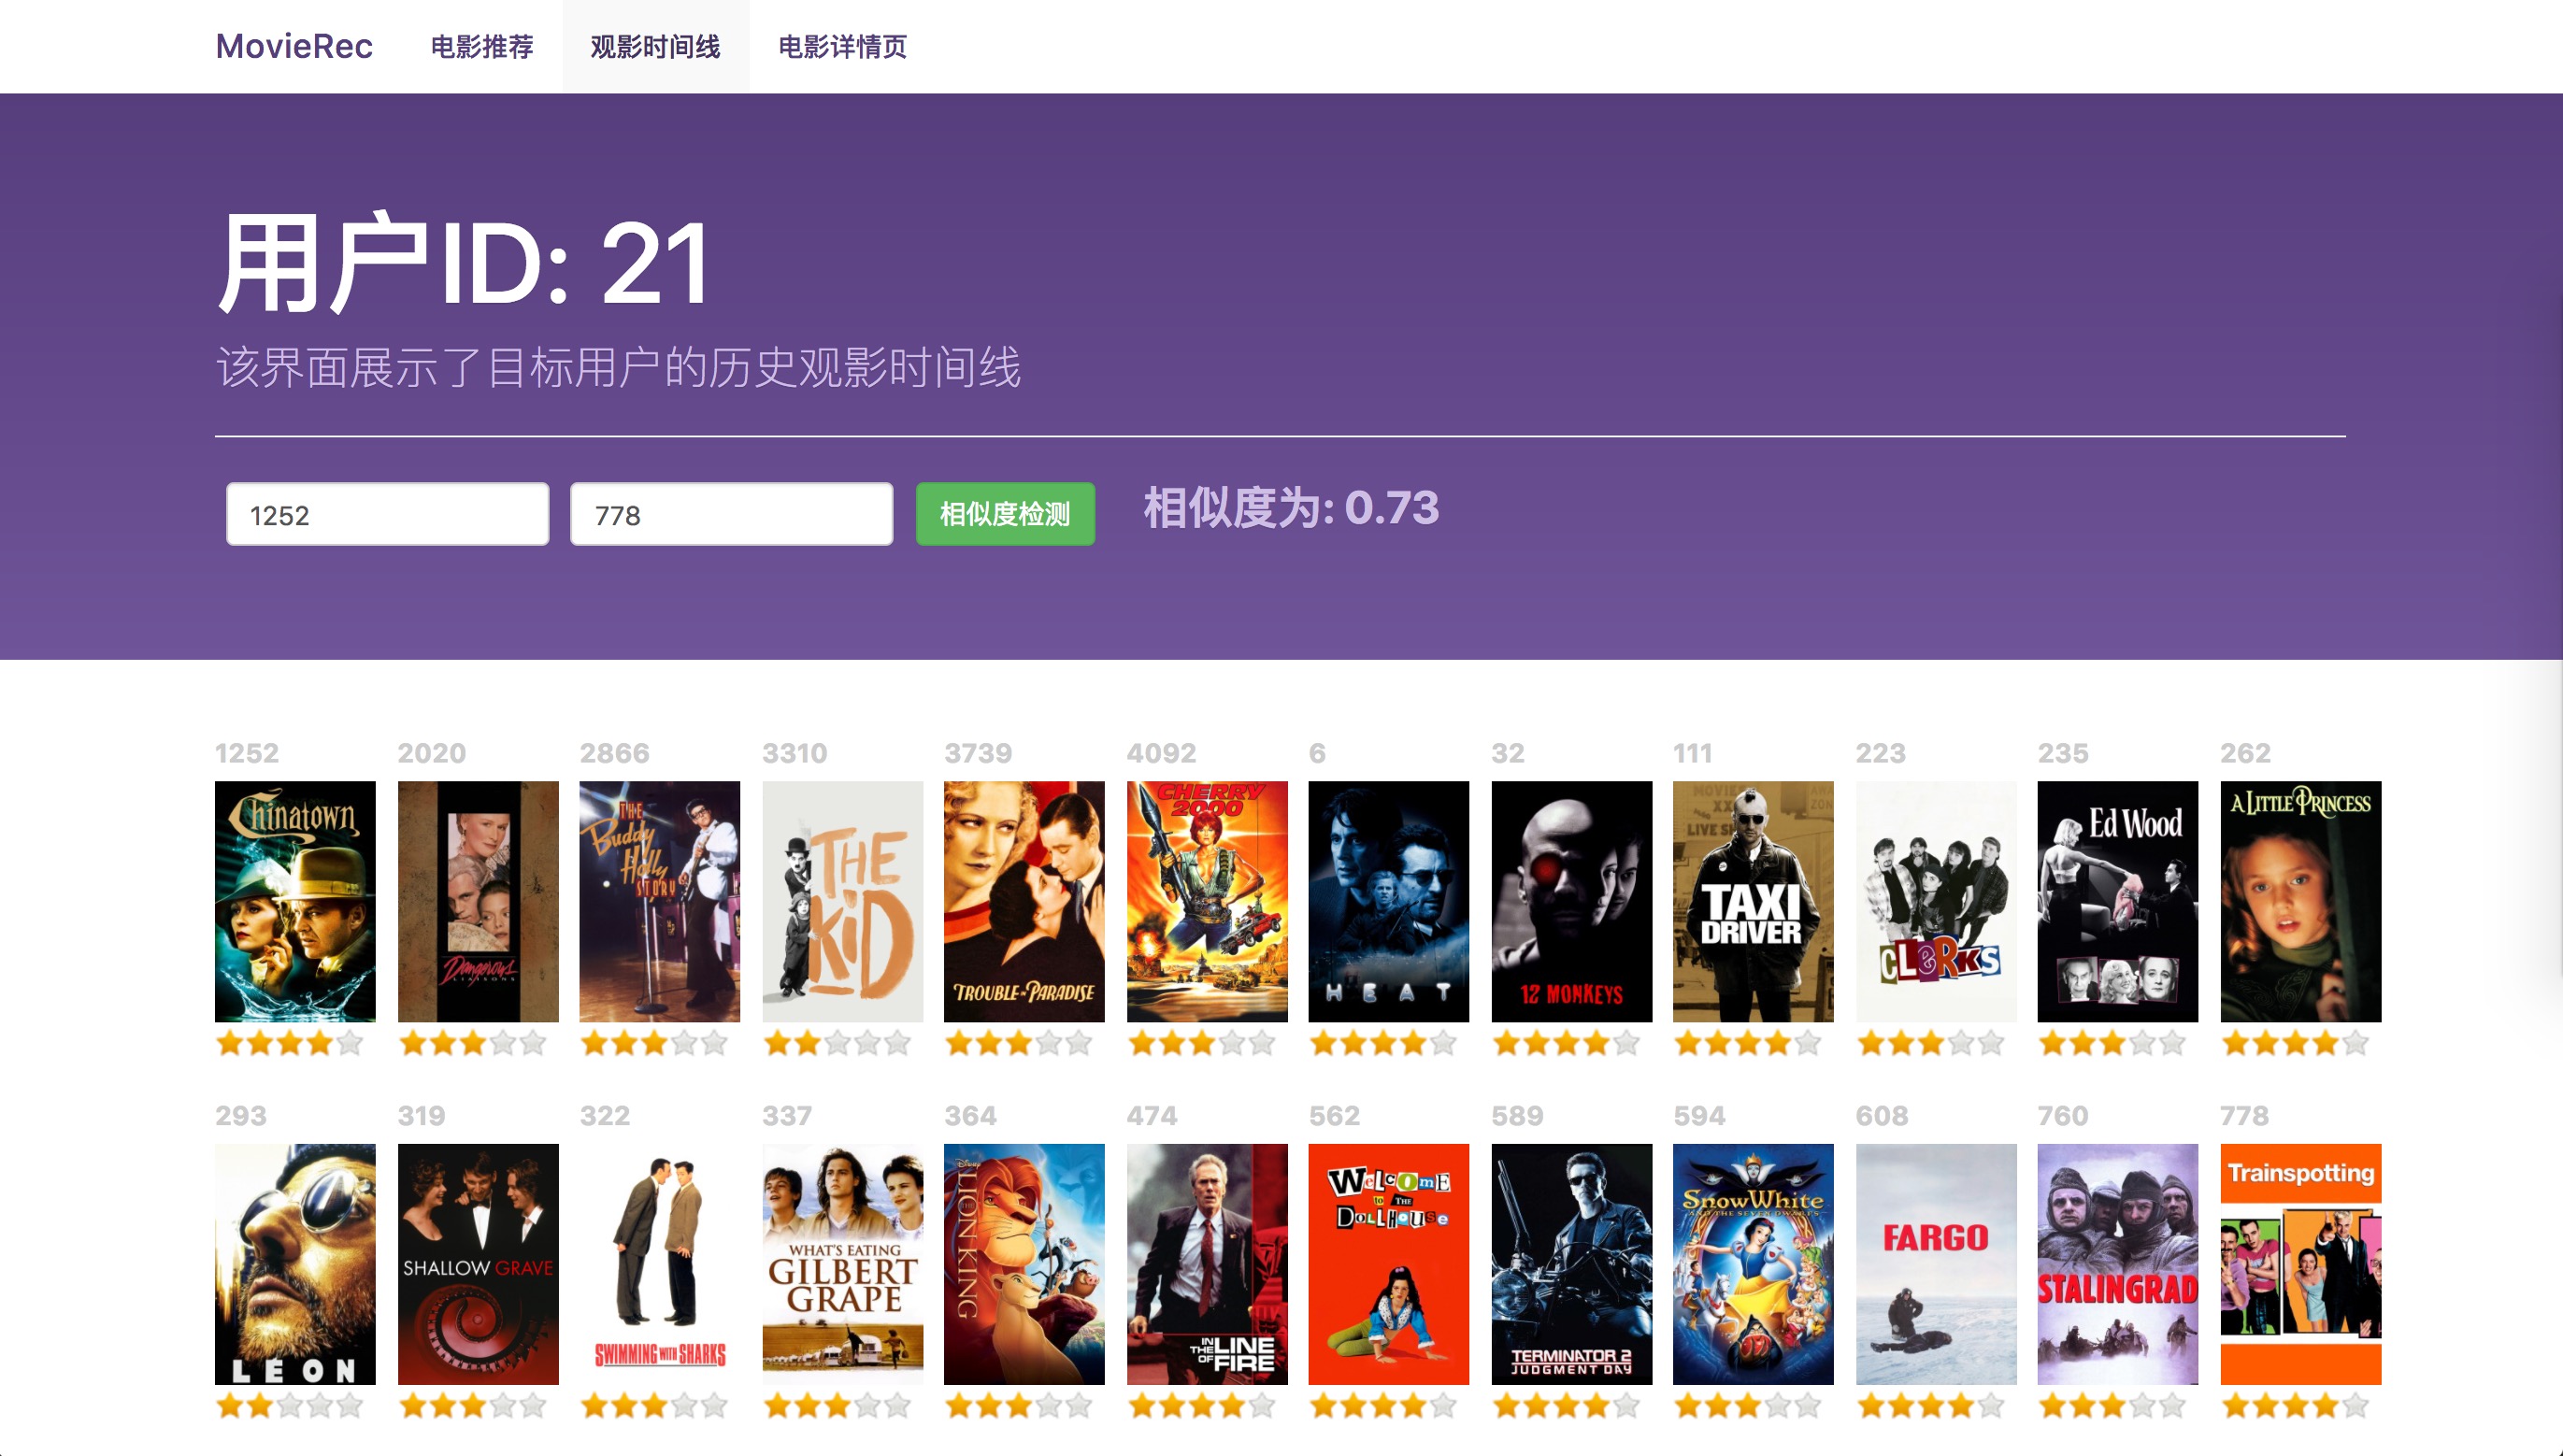 MovieRec 电影推荐 观影时间线 电影详情页
用户ID: 21
该界面展示了目标用户的历史观影时间线
1252 778 相似度检测 相似度为: 0.73
1252 2020 2866 3310 3739 4092 6 32 111 223 235 262
Chinatown
Dangerous
LIAISONS
THE
Buddy
Holly
STORY
THE
KiD
TROUBLE IN PARADISE
CHERRY
2000
HEAT
12 MONKEYS
TAXI
DRIVER
CLeRKS
Ed Wood
A LITTLE PRINCESS
293 319 322 337 364 474 562 589 594 608 760 778
LEON
SHALLOW GRAVE
SWIMMING WITH SHARKS
WHAT'S EATING
GILBERT
GRAPE
Disney
LION KING
IN
THE LINE
OF FIRE
WeLcOmE
to THE
DOLLHOUSE
TERMINATOR 2
JUDGMENT DAY
Snow White
AND THE SEVEN DWARFS
FARGO
STALINGRAD
Trainspotting